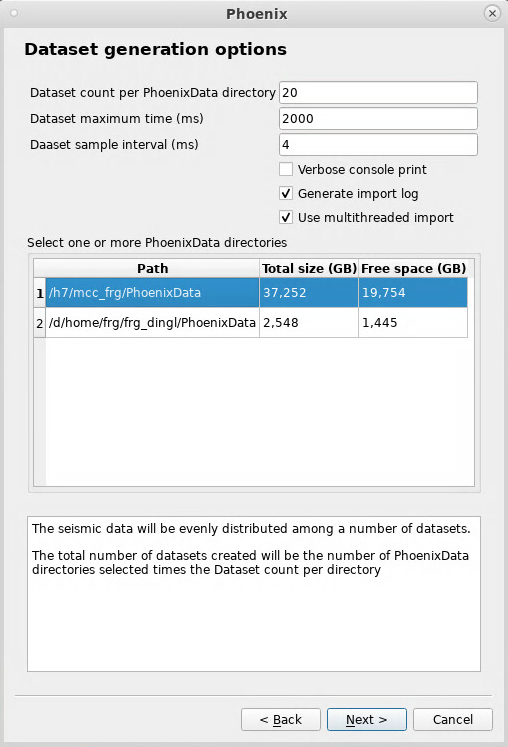 Phoenix
Dataset generation options
Dataset count per PhoenixData directory 20
Dataset maximum time (ms) 2000
Daaset sample interval (ms) 4
Verbose console print
Generate import log
Use multithreaded import
Select one or more PhoenixData directories
Path Total size (GB) Free space (GB)
1 /h7/mcc_frg/PhoenixData 37,252 19,754
2 /d/home/frg/frg_dingl/PhoenixData 2,548 1,445
The seismic data will be evenly distributed among a number of datasets.
The total number of datasets created will be the number of PhoenixData
directories selected times the Dataset count per directory
< Back Next > Cancel